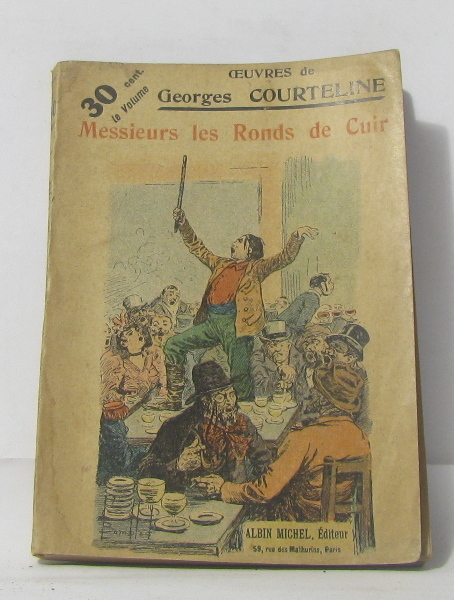 30 cent.
le Volume
ŒUVRES de
Georges COURTELINE
Messieurs les Ronds de Cuir
ALBIN MICHEL, Éditeur
59, rue des Mathurins, Paris